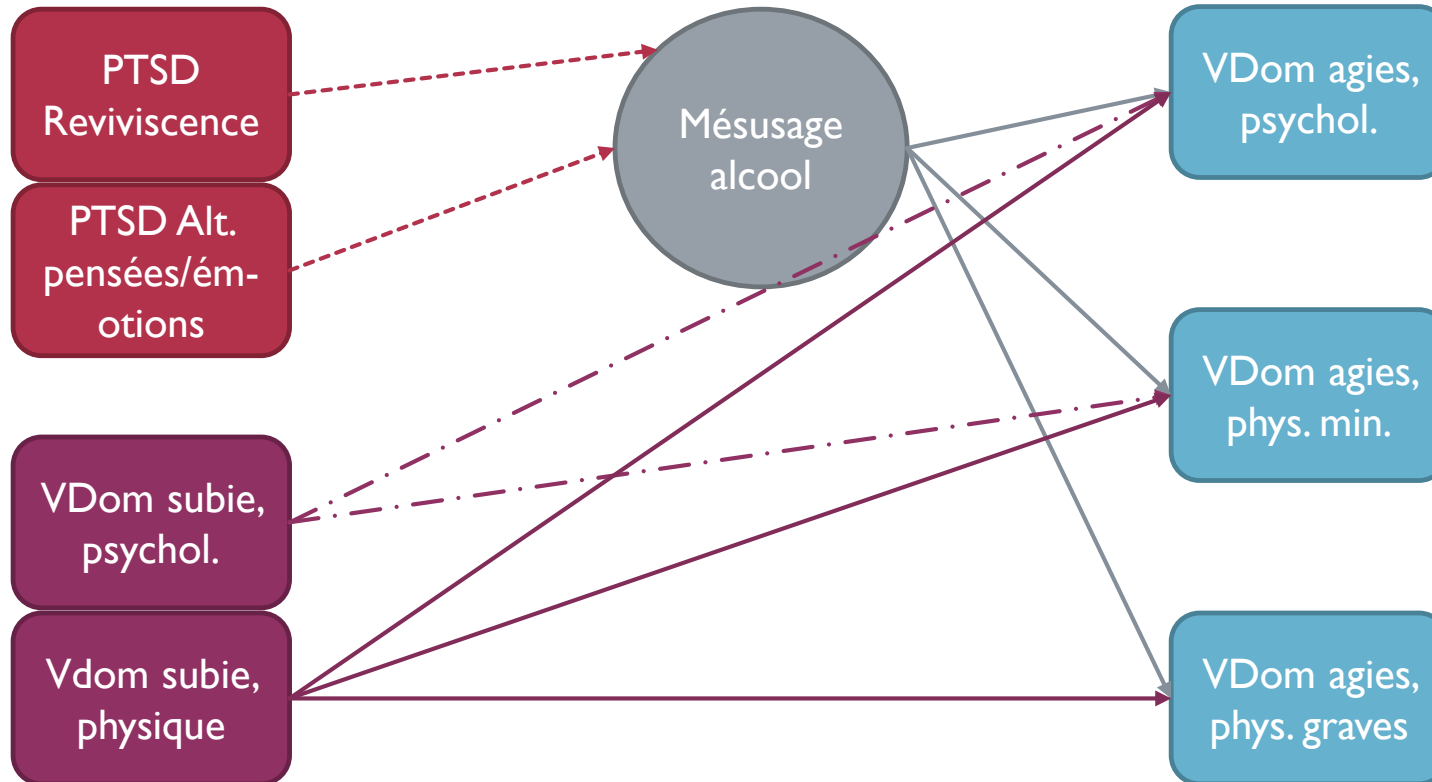 PTSD
Reviviscence
PTSD Alt.
pensées/ém-
otions
VDom subie,
psychol.
Vdom subie,
physique
Mésusage
alcool
VDom agies,
psychol.
VDom agies,
phys. min.
VDom agies,
phys. graves